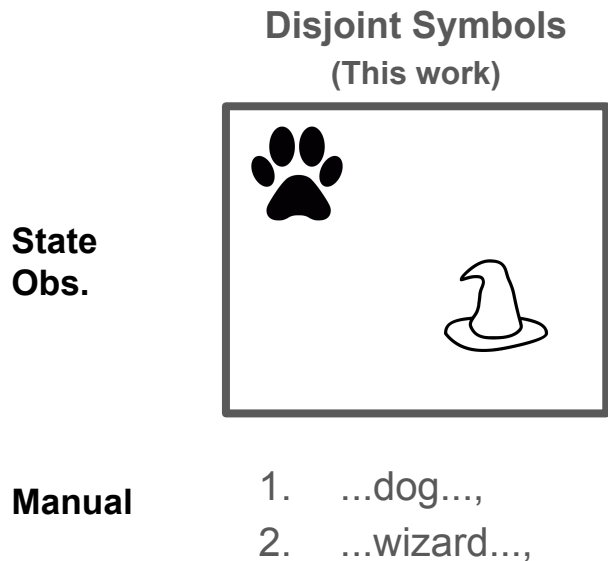 Disjoint Symbols
(This work)
State
Obs.
Manual
1. ...dog...,
2. ...wizard...,